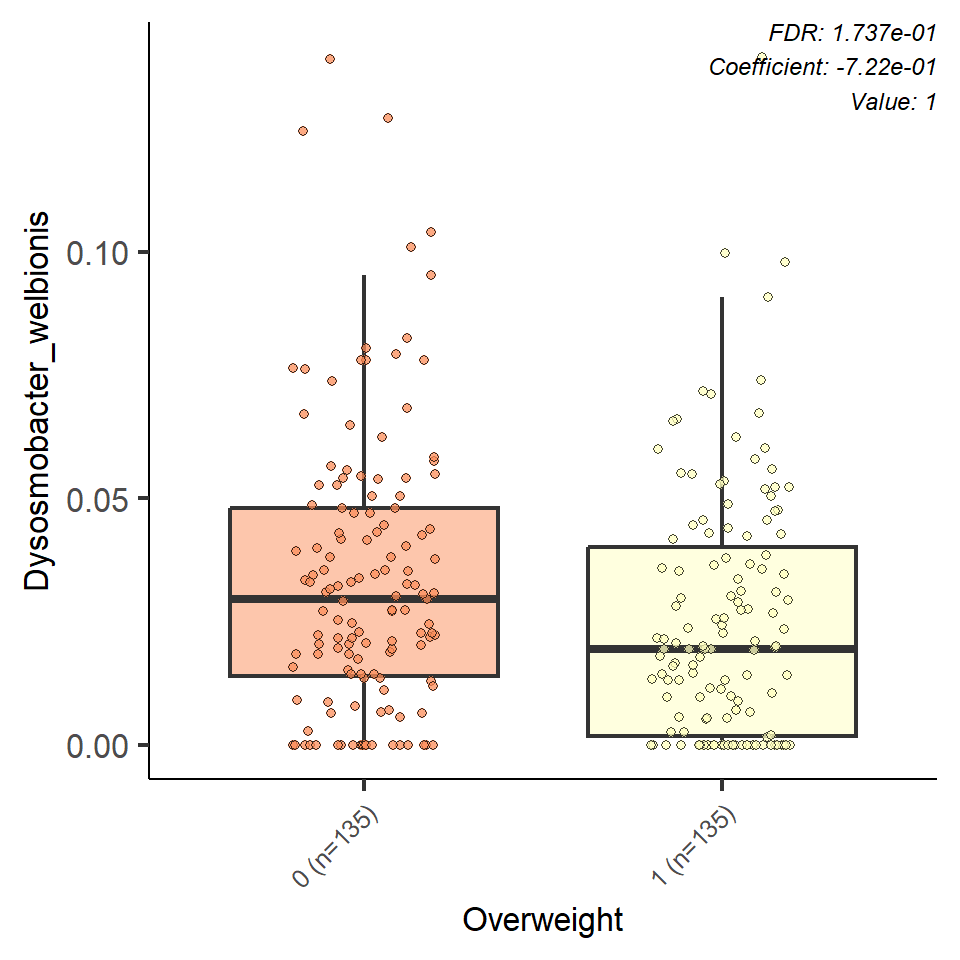 FDR: 1.737e-01
Coefficient: -7.22e-01
Value: 1
Dysosmobacter_welbionis
0.10
0.05
0.00
0 (n=135)
1 (n=135)
Overweight